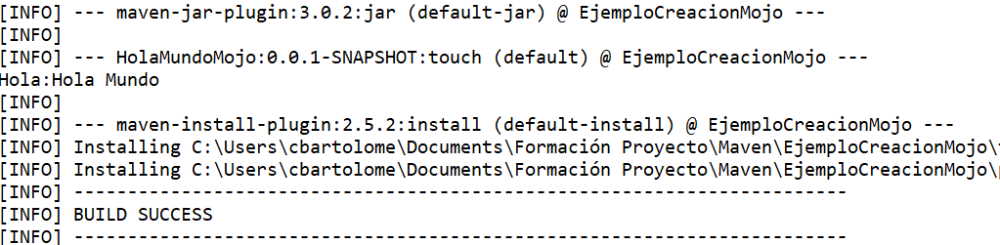 [INFO] --- maven-jar-plugin:3.0.2:jar (default-jar) @ EjemploCreacionMojo ---
[INFO]
[INFO] --- HolaMundoMojo:0.0.1-SNAPSHOT:touch (default) @ EjemploCreacionMojo ---
Hola:Hola Mundo
[INFO]
[INFO] --- maven-install-plugin:2.5.2:install (default-install) @ EjemploCreacionMojo ---
[INFO] Installing C:\Users\cbartolome\Documents\Formación Proyecto\Maven\EjemploCreacionMojo\
[INFO] Installing C:\Users\cbartolome\Documents\Formación Proyecto\Maven\EjemploCreacionMojo\
[INFO] ------------------------------------------------------------------------
[INFO] BUILD SUCCESS
[INFO] ------------------------------------------------------------------------